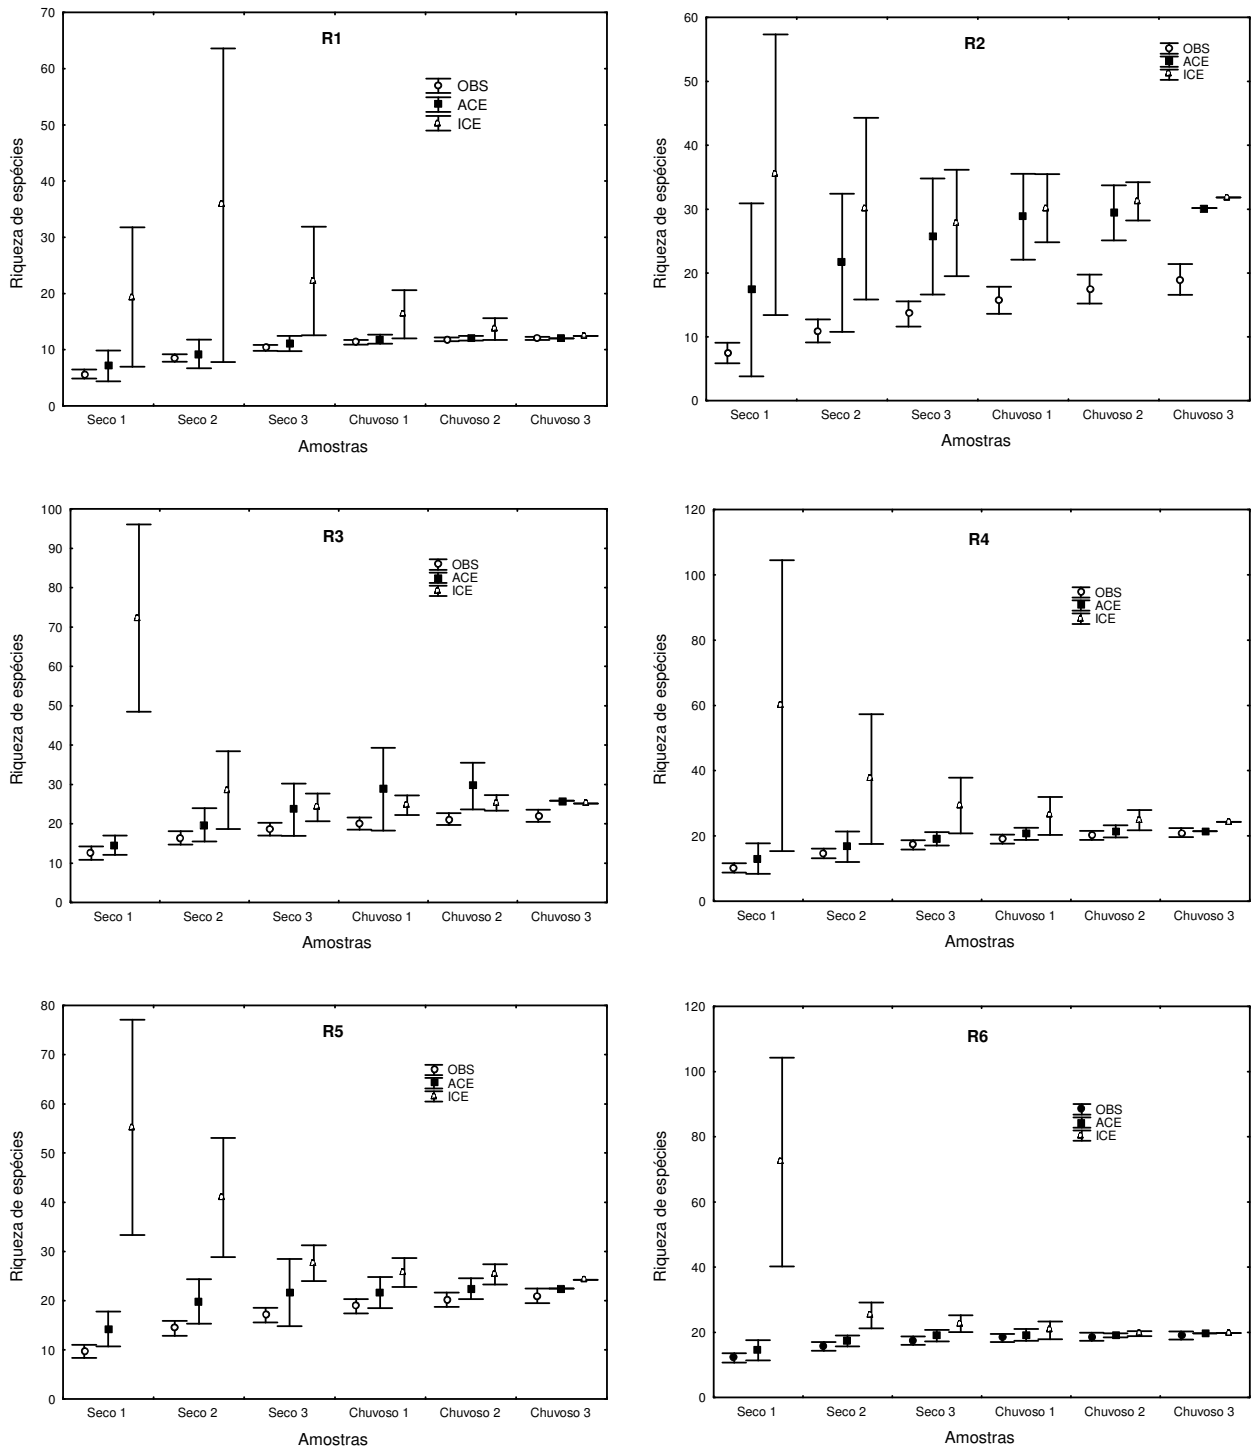 R1
OBS
ACE
ICE
Riqueza de espécies
70
60
50
40
30
20
10
0
Seco 1 Seco 2 Seco 3 Chuvoso 1 Chuvoso 2 Chuvoso 3
Amostras
R2
OBS
ACE
ICE
Riqueza de espécies
60
50
40
30
20
10
0
Seco 1 Seco 2 Seco 3 Chuvoso 1 Chuvoso 2 Chuvoso 3
Amostras
R3
OBS
ACE
ICE
Riqueza de espécies
100
90
80
70
60
50
40
30
20
10
0
Seco 1 Seco 2 Seco 3 Chuvoso 1 Chuvoso 2 Chuvoso 3
Amostras
R4
OBS
ACE
ICE
Riqueza de espécies
120
100
80
60
40
20
0
Seco 1 Seco 2 Seco 3 Chuvoso 1 Chuvoso 2 Chuvoso 3
Amostras
R5
OBS
ACE
ICE
Riqueza de espécies
80
70
60
50
40
30
20
10
0
Seco 1 Seco 2 Seco 3 Chuvoso 1 Chuvoso 2 Chuvoso 3
Amostras
R6
OBS
ACE
ICE
Riqueza de espécies
120
100
80
60
40
20
0
Seco 1 Seco 2 Seco 3 Chuvoso 1 Chuvoso 2 Chuvoso 3
Amostras